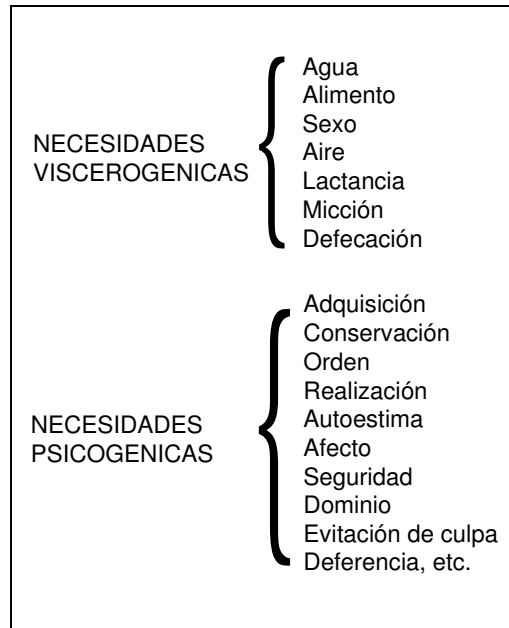 NECESIDADES
VISCEROGENICAS
Agua
Alimento
Sexo
Aire
Lactancia
Micción
Defecación
NECESIDADES
PSICOGENICAS
Adquisición
Conservación
Orden
Realización
Autoestima
Afecto
Seguridad
Dominio
Evitación de culpa
Deferencia, etc.